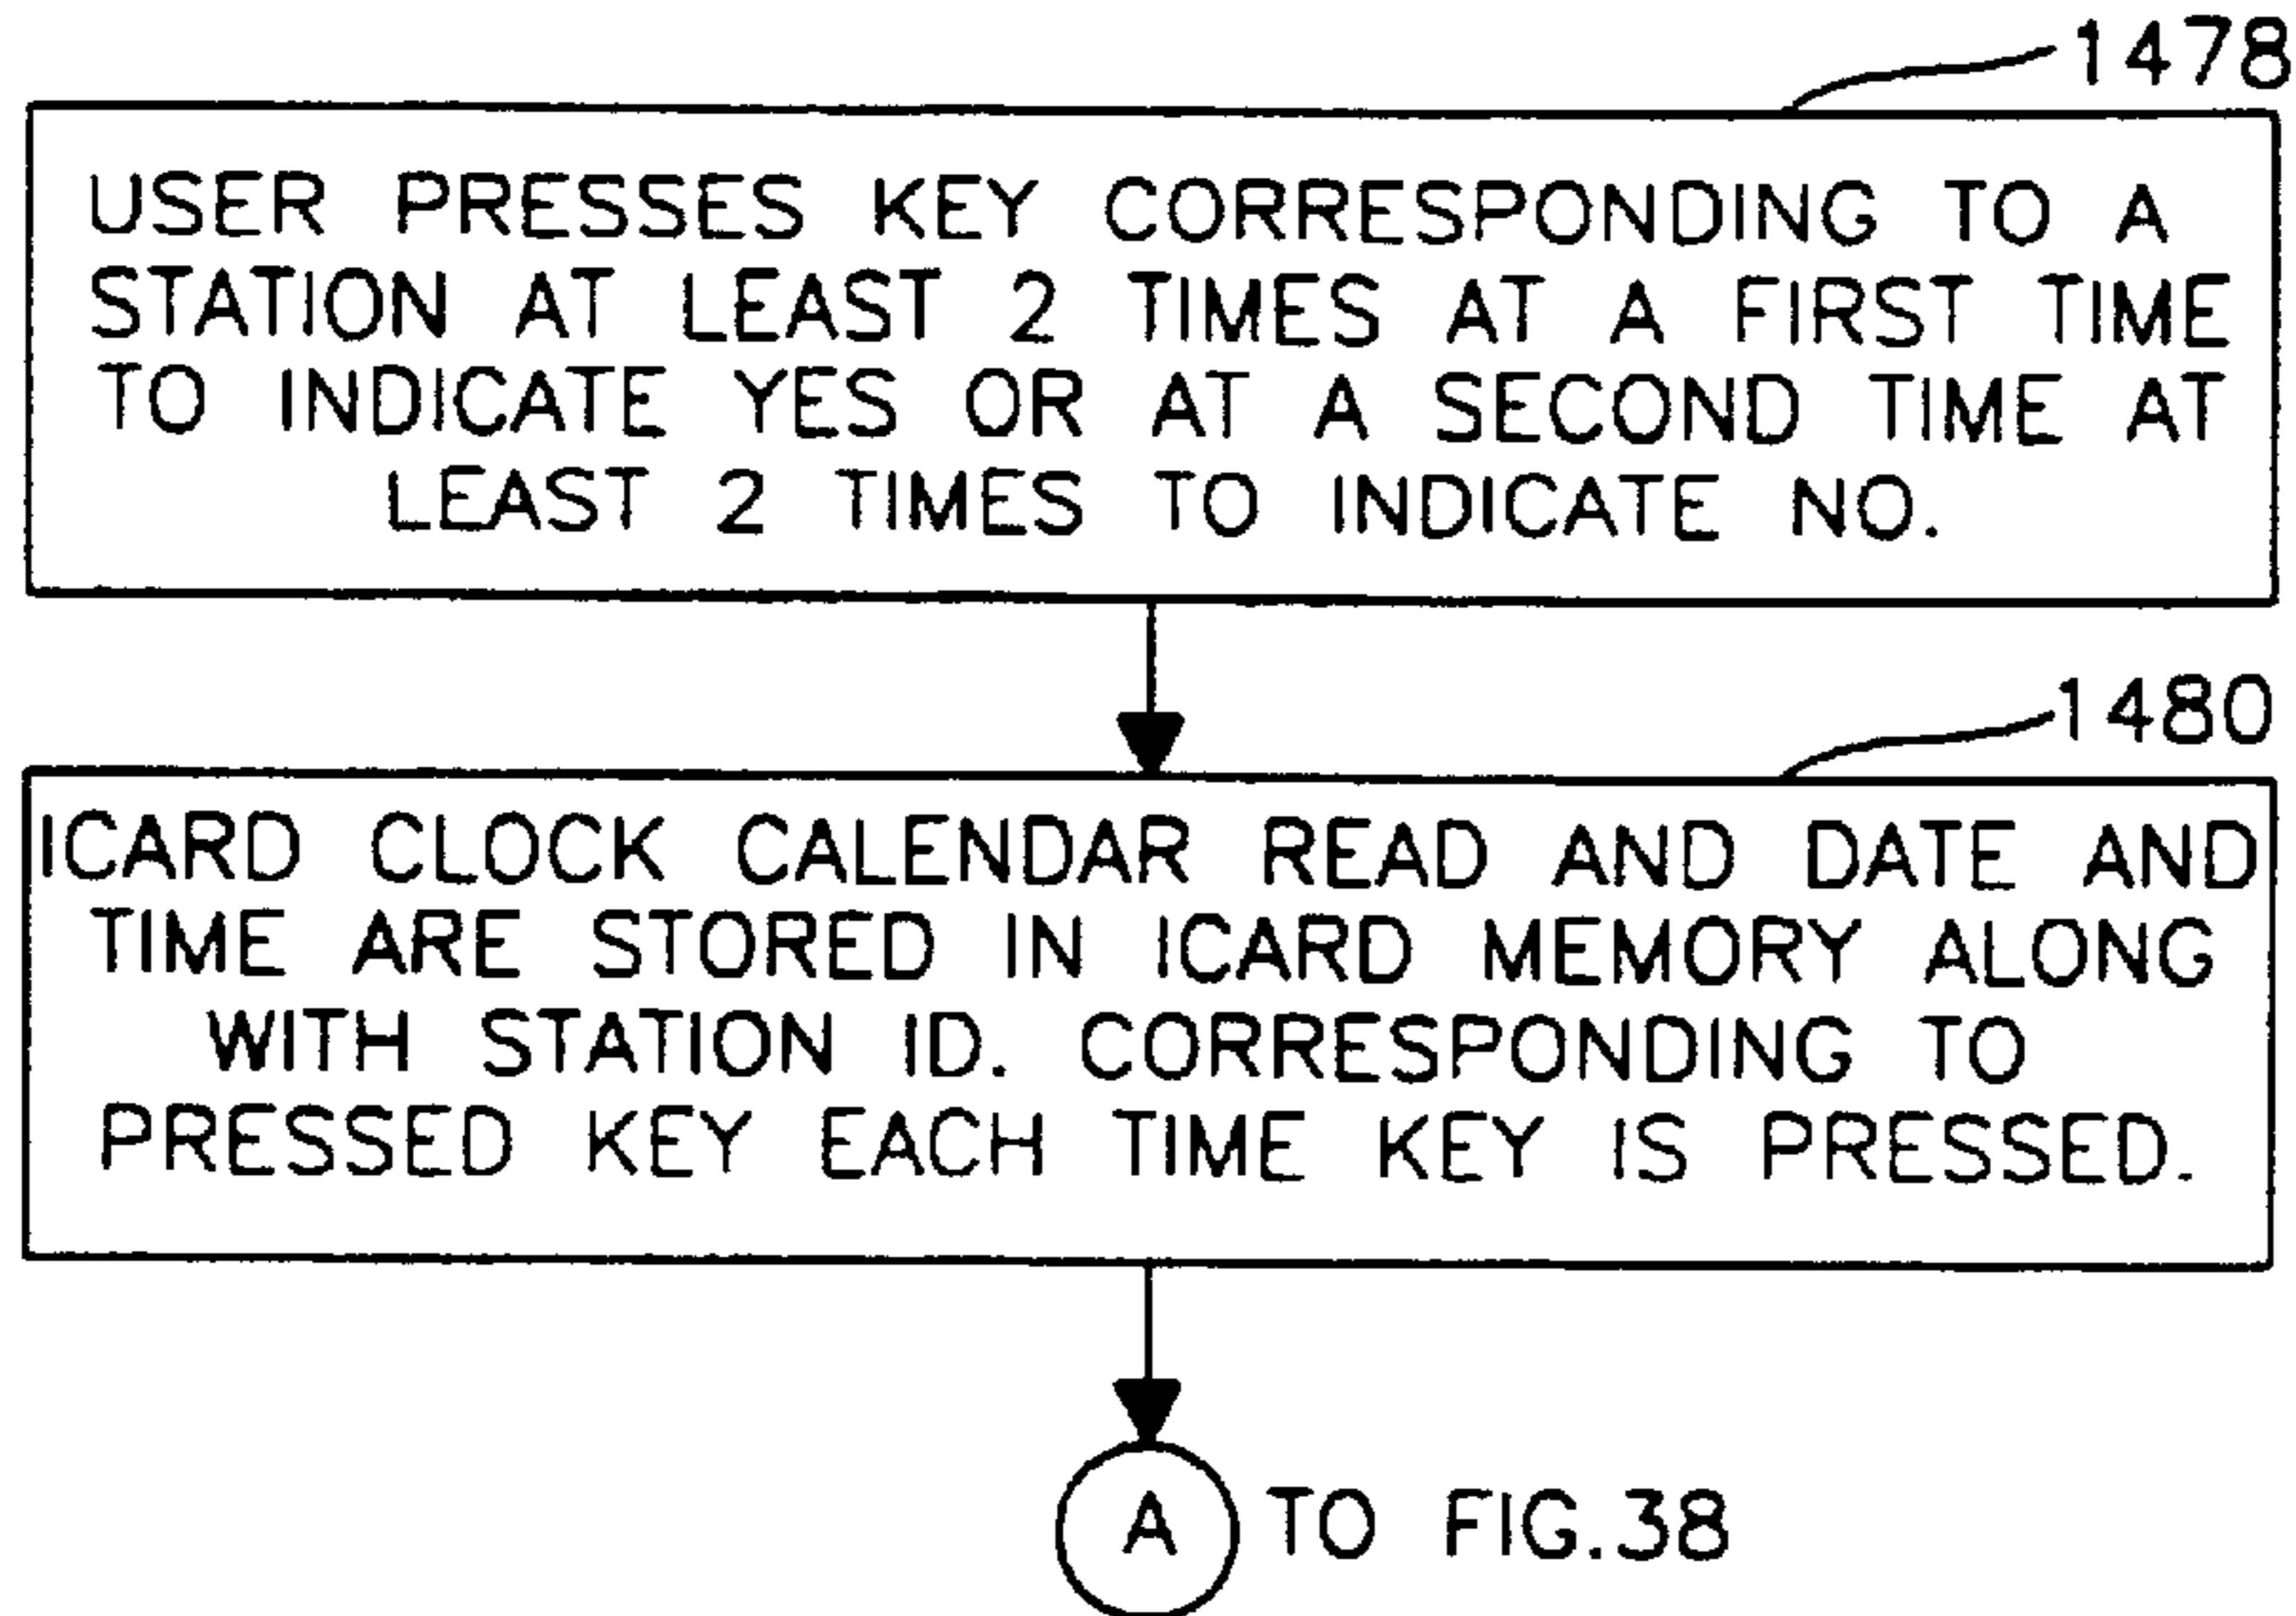 1478
USER PRESSES KEY CORRESPONDING TO A
STATION AT LEAST 2 TIMES AT A FIRST TIME
TO INDICATE YES OR AT A SECOND TIME AT
LEAST 2 TIMES TO INDICATE NO.
1480
ICARD CLOCK CALENDAR READ AND DATE AND
TIME ARE STORED IN ICARD MEMORY ALONG
WITH STATION ID. CORRESPONDING TO
PRESSED KEY EACH TIME KEY IS PRESSED.
A TO FIG.38